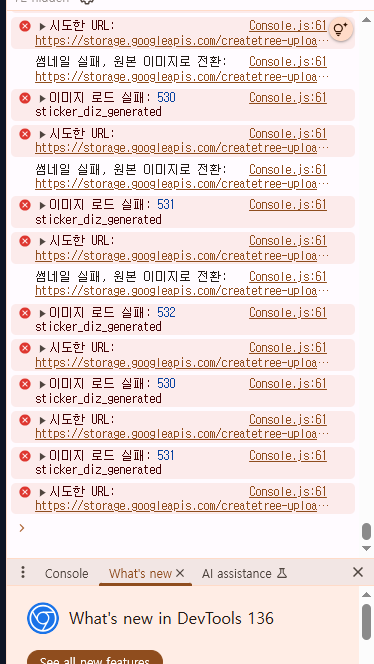 시도한 URL: Console.js:61
https://storage.googleapis.com/createtree-uploa…
썸네일 실패, 원본 이미지로 전환: Console.js:61
https://storage.googleapis.com/createtree-uploa…
이미지 로드 실패: 530 Console.js:61
sticker_diz_generated
시도한 URL: Console.js:61
https://storage.googleapis.com/createtree-uploa…
썸네일 실패, 원본 이미지로 전환: Console.js:61
https://storage.googleapis.com/createtree-uploa…
이미지 로드 실패: 531 Console.js:61
sticker_diz_generated
시도한 URL: Console.js:61
https://storage.googleapis.com/createtree-uploa…
썸네일 실패, 원본 이미지로 전환: Console.js:61
https://storage.googleapis.com/createtree-uploa…
이미지 로드 실패: 532 Console.js:61
sticker_diz_generated
시도한 URL: Console.js:61
https://storage.googleapis.com/createtree-uploa…
이미지 로드 실패: 530 Console.js:61
sticker_diz_generated
시도한 URL: Console.js:61
https://storage.googleapis.com/createtree-uploa…
이미지 로드 실패: 531 Console.js:61
sticker_diz_generated
시도한 URL: Console.js:61
https://storage.googleapis.com/createtree-uploa…
Console What's new AI assistance
What's new in DevTools 136
See all new features